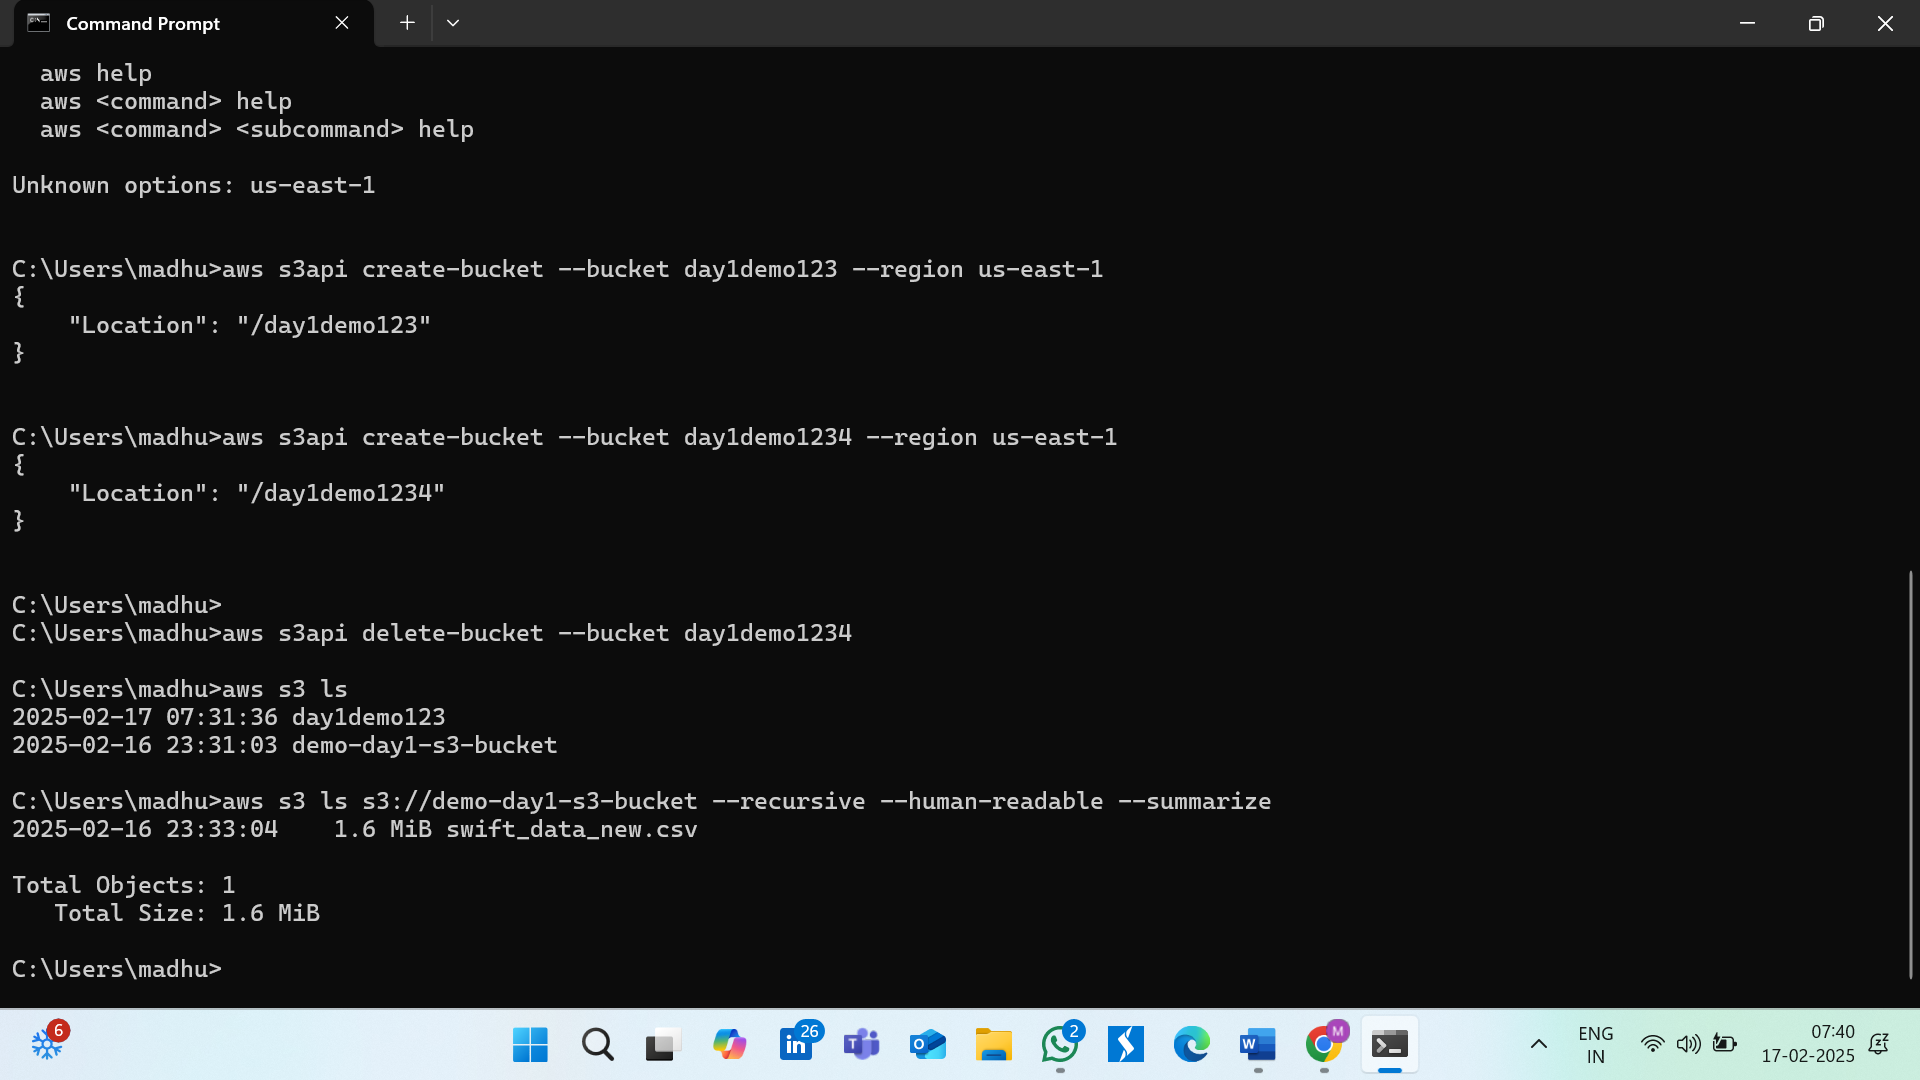 Command Prompt
aws help
aws <command> help
aws <command> <subcommand> help
Unknown options: us-east-1
C:\Users\madhu>aws s3api create-bucket --bucket day1demo123 --region us-east-1
{
"Location": "/day1demo123"
}
C:\Users\madhu>aws s3api create-bucket --bucket day1demo1234 --region us-east-1
{
"Location": "/day1demo1234"
}
C:\Users\madhu>
C:\Users\madhu>aws s3api delete-bucket --bucket day1demo1234
C:\Users\madhu>aws s3 ls
2025-02-17 07:31:36 day1demo123
2025-02-16 23:31:03 demo-day1-s3-bucket
C:\Users\madhu>aws s3 ls s3://demo-day1-s3-bucket --recursive --human-readable --summarize
2025-02-16 23:33:04    1.6 MiB swift_data_new.csv
Total Objects: 1
Total Size: 1.6 MiB
C:\Users\madhu>
6
26
2
M
ENG
IN
07:40
17-02-2025